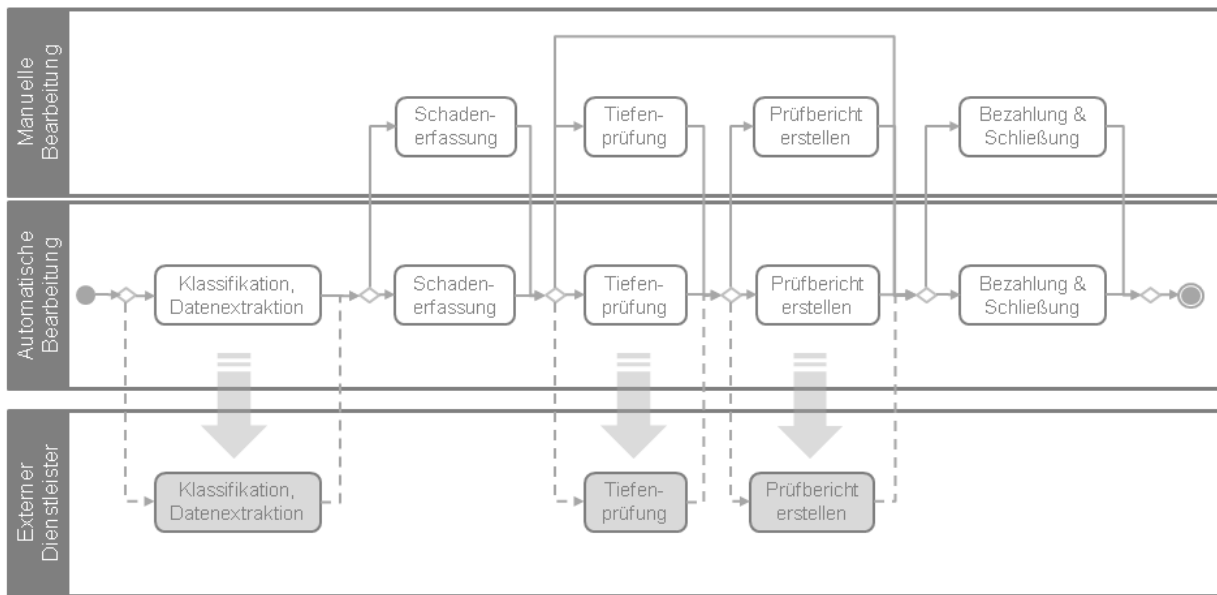 Manuelle
Bearbeitung
Schaden-
erfassung
Tiefen-
prüfung
Prüfbericht
erstellen
Bezahlung &
Schließung
Automatische
Bearbeitung
Klassifikation,
Datenextraktion
Schaden-
erfassung
Tiefen-
prüfung
Prüfbericht
erstellen
Bezahlung &
Schließung
Externer
Dienstleister
Klassifikation,
Datenextraktion
Tiefen-
prüfung
Prüfbericht
erstellen